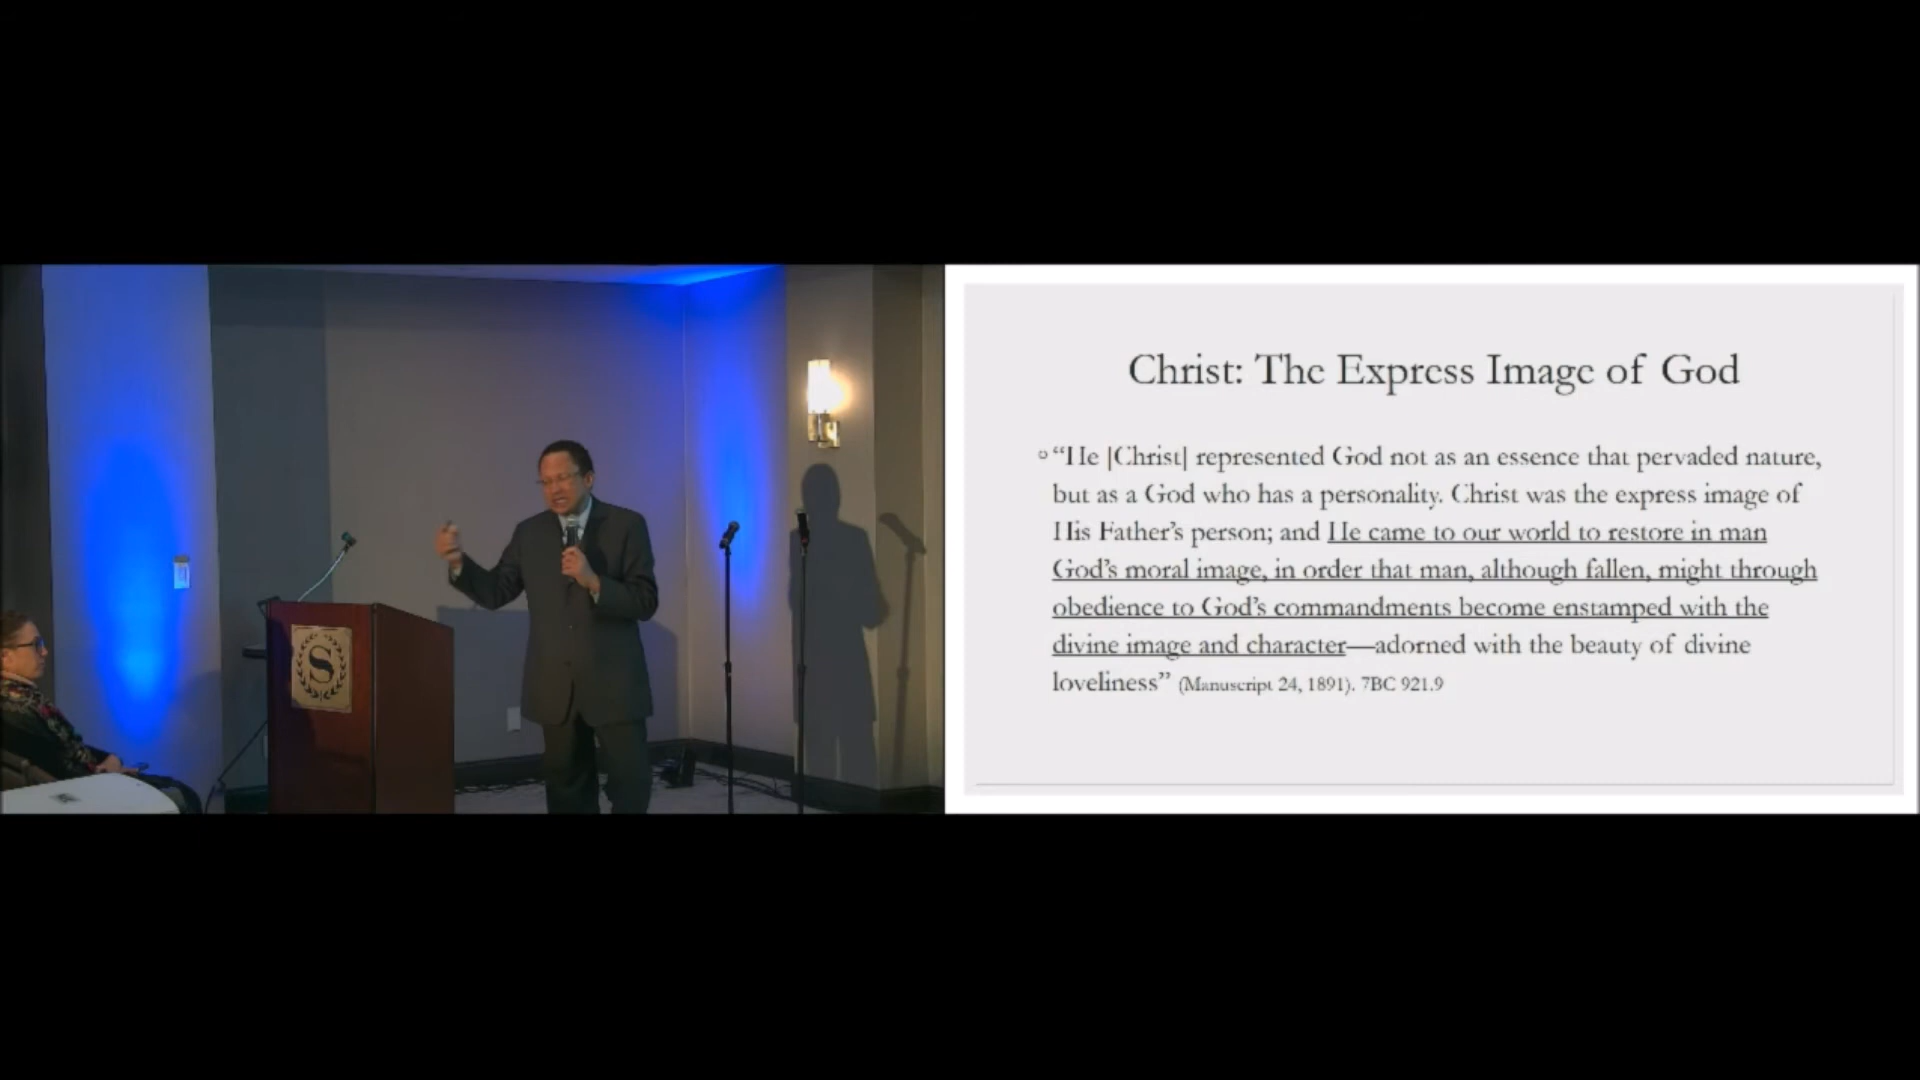 S
Christ: The Express Image of God
“He [Christ] represented God not as an essence that pervaded nature,
but as a God who has a personality. Christ was the express image of
His Father’s person; and He came to our world to restore in man
God’s moral image, in order that man, although fallen, might through
obedience to God’s commandments become enstamped with the
divine image and character—adorned with the beauty of divine
loveliness” (Manuscript 24, 1891). 7BC 921.9